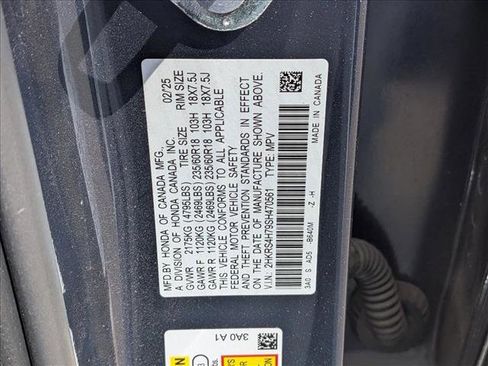 MFD.BY HONDA OF CANADA MFG., 02/25
A DIVISION OF HONDA CANADA INC. TIRE SIZE RIM SIZE
GVWR 2175KG (4795LBS)
GAWR F 1120KG (2469LBS) 235/60R18 103H 18X7.5J
GAWR R 1120KG (2469LBS) 235/60R18 103H 18X7.5J
THIS VEHICLE CONFORMS TO ALL APPLICABLE
FEDERAL MOTOR VEHICLE SAFETY
AND THEFT PREVENTION STANDARDS IN EFFECT
ON THE DATE OF MANUFACTURE SHOWN ABOVE.
V.I.N. 2HKRS4H79SH470561 TYPE: MPV
MADE IN CANADA
3A0 S AD5 -B640M -Z -H
3A0 A1